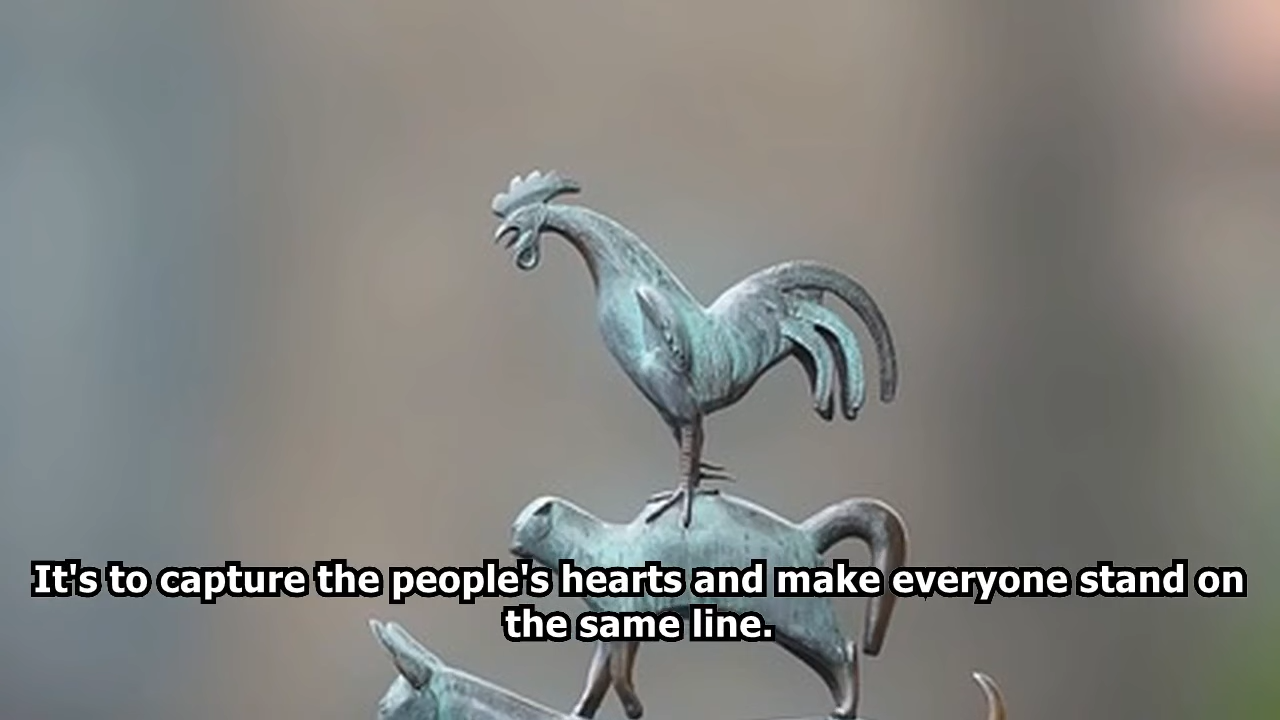 It's to capture the people's hearts and make everyone stand on
the same line.